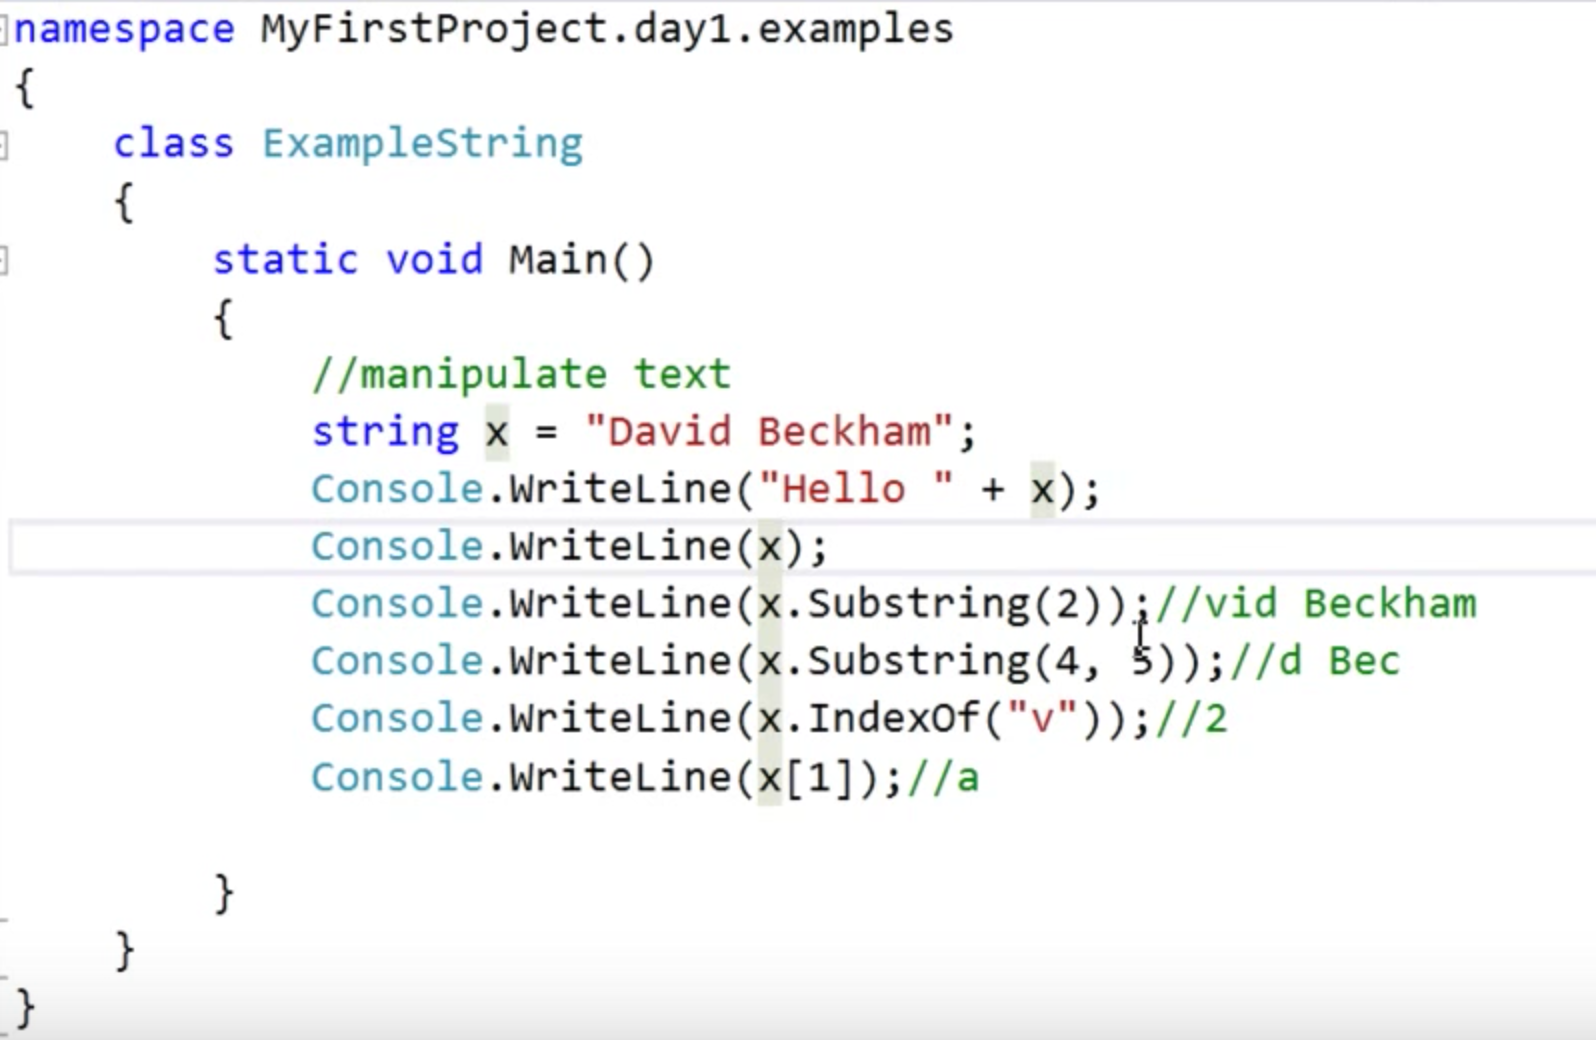 namespace MyFirstProject.day1.examples
{
    class ExampleString
    {
        static void Main()
        {
            //manipulate text
            string x = "David Beckham";
            Console.WriteLine("Hello " + x);
            Console.WriteLine(x);
            Console.WriteLine(x.Substring(2));//vid Beckham
            Console.WriteLine(x.Substring(4, 5));//d Bec
            Console.WriteLine(x.IndexOf("v"));//2
            Console.WriteLine(x[1]);//a
        }
    }
}